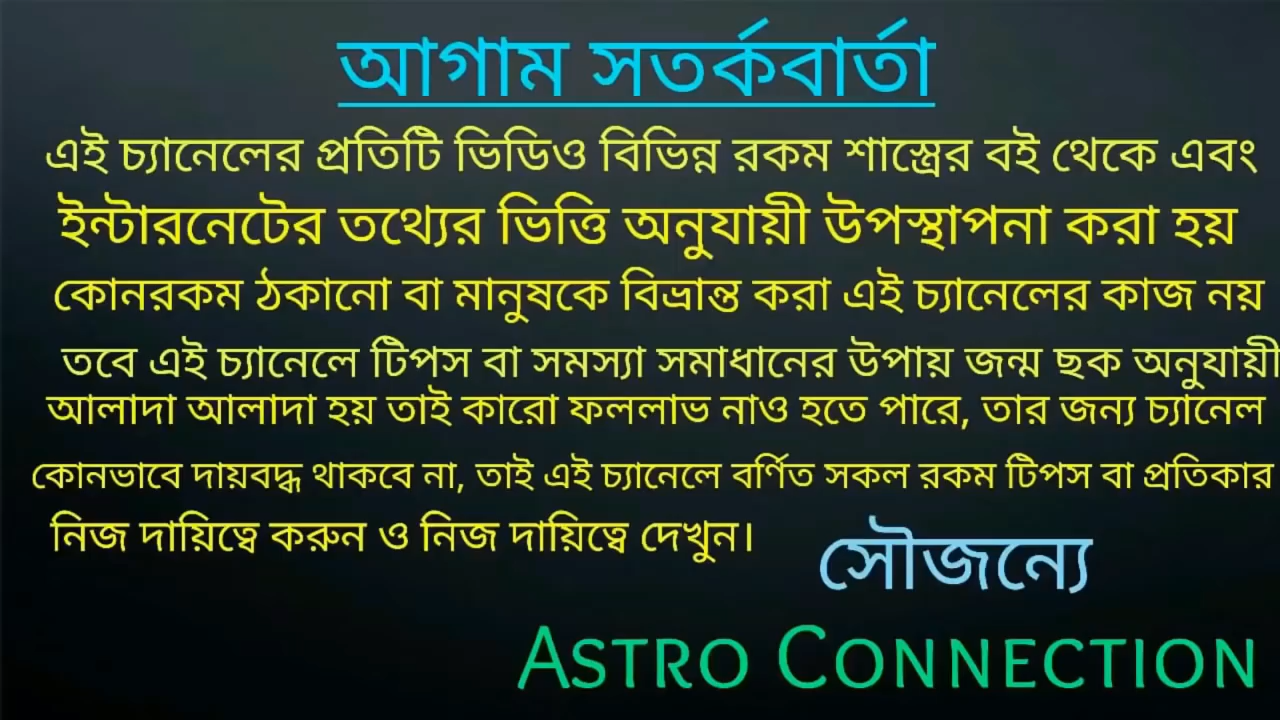 আগাম সতর্কবার্তা
এই চ্যানেলের প্রতিটি ভিডিও বিভিন্ন রকম শাস্ত্রের বই থেকে এবং
ইন্টারনেটের তথ্যের ভিত্তি অনুযায়ী উপস্থাপনা করা হয়
কোনরকম ঠকানো বা মানুষকে বিভ্রান্ত করা এই চ্যানেলের কাজ নয়
তবে এই চ্যানেলে টিপস বা সমস্যা সমাধানের উপায় জন্ম ছক অনুযায়ী
আলাদা আলাদা হয় তাই কারো ফললাভ নাও হতে পারে, তার জন্য চ্যানেল
কোনভাবে দায়বদ্ধ থাকবে না, তাই এই চ্যানেলে বর্ণিত সকল রকম টিপস বা প্রতিকার
নিজ দায়িত্বে করুন ও নিজ দায়িত্বে দেখুন।
সৌজন্যে
ASTRO CONNECTION